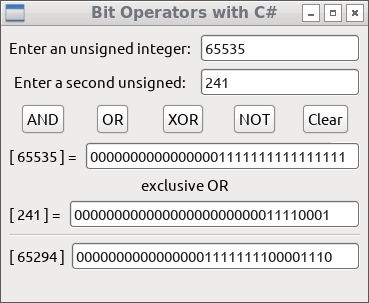 Bit Operators with C#
Enter an unsigned integer: 65535
Enter a second unsigned: 241
AND OR XOR NOT Clear
[ 65535 ] = 00000000000000001111111111111111
exclusive OR
[ 241 ] = 00000000000000000000000011110001
[ 65294 ] 00000000000000001111111100001110